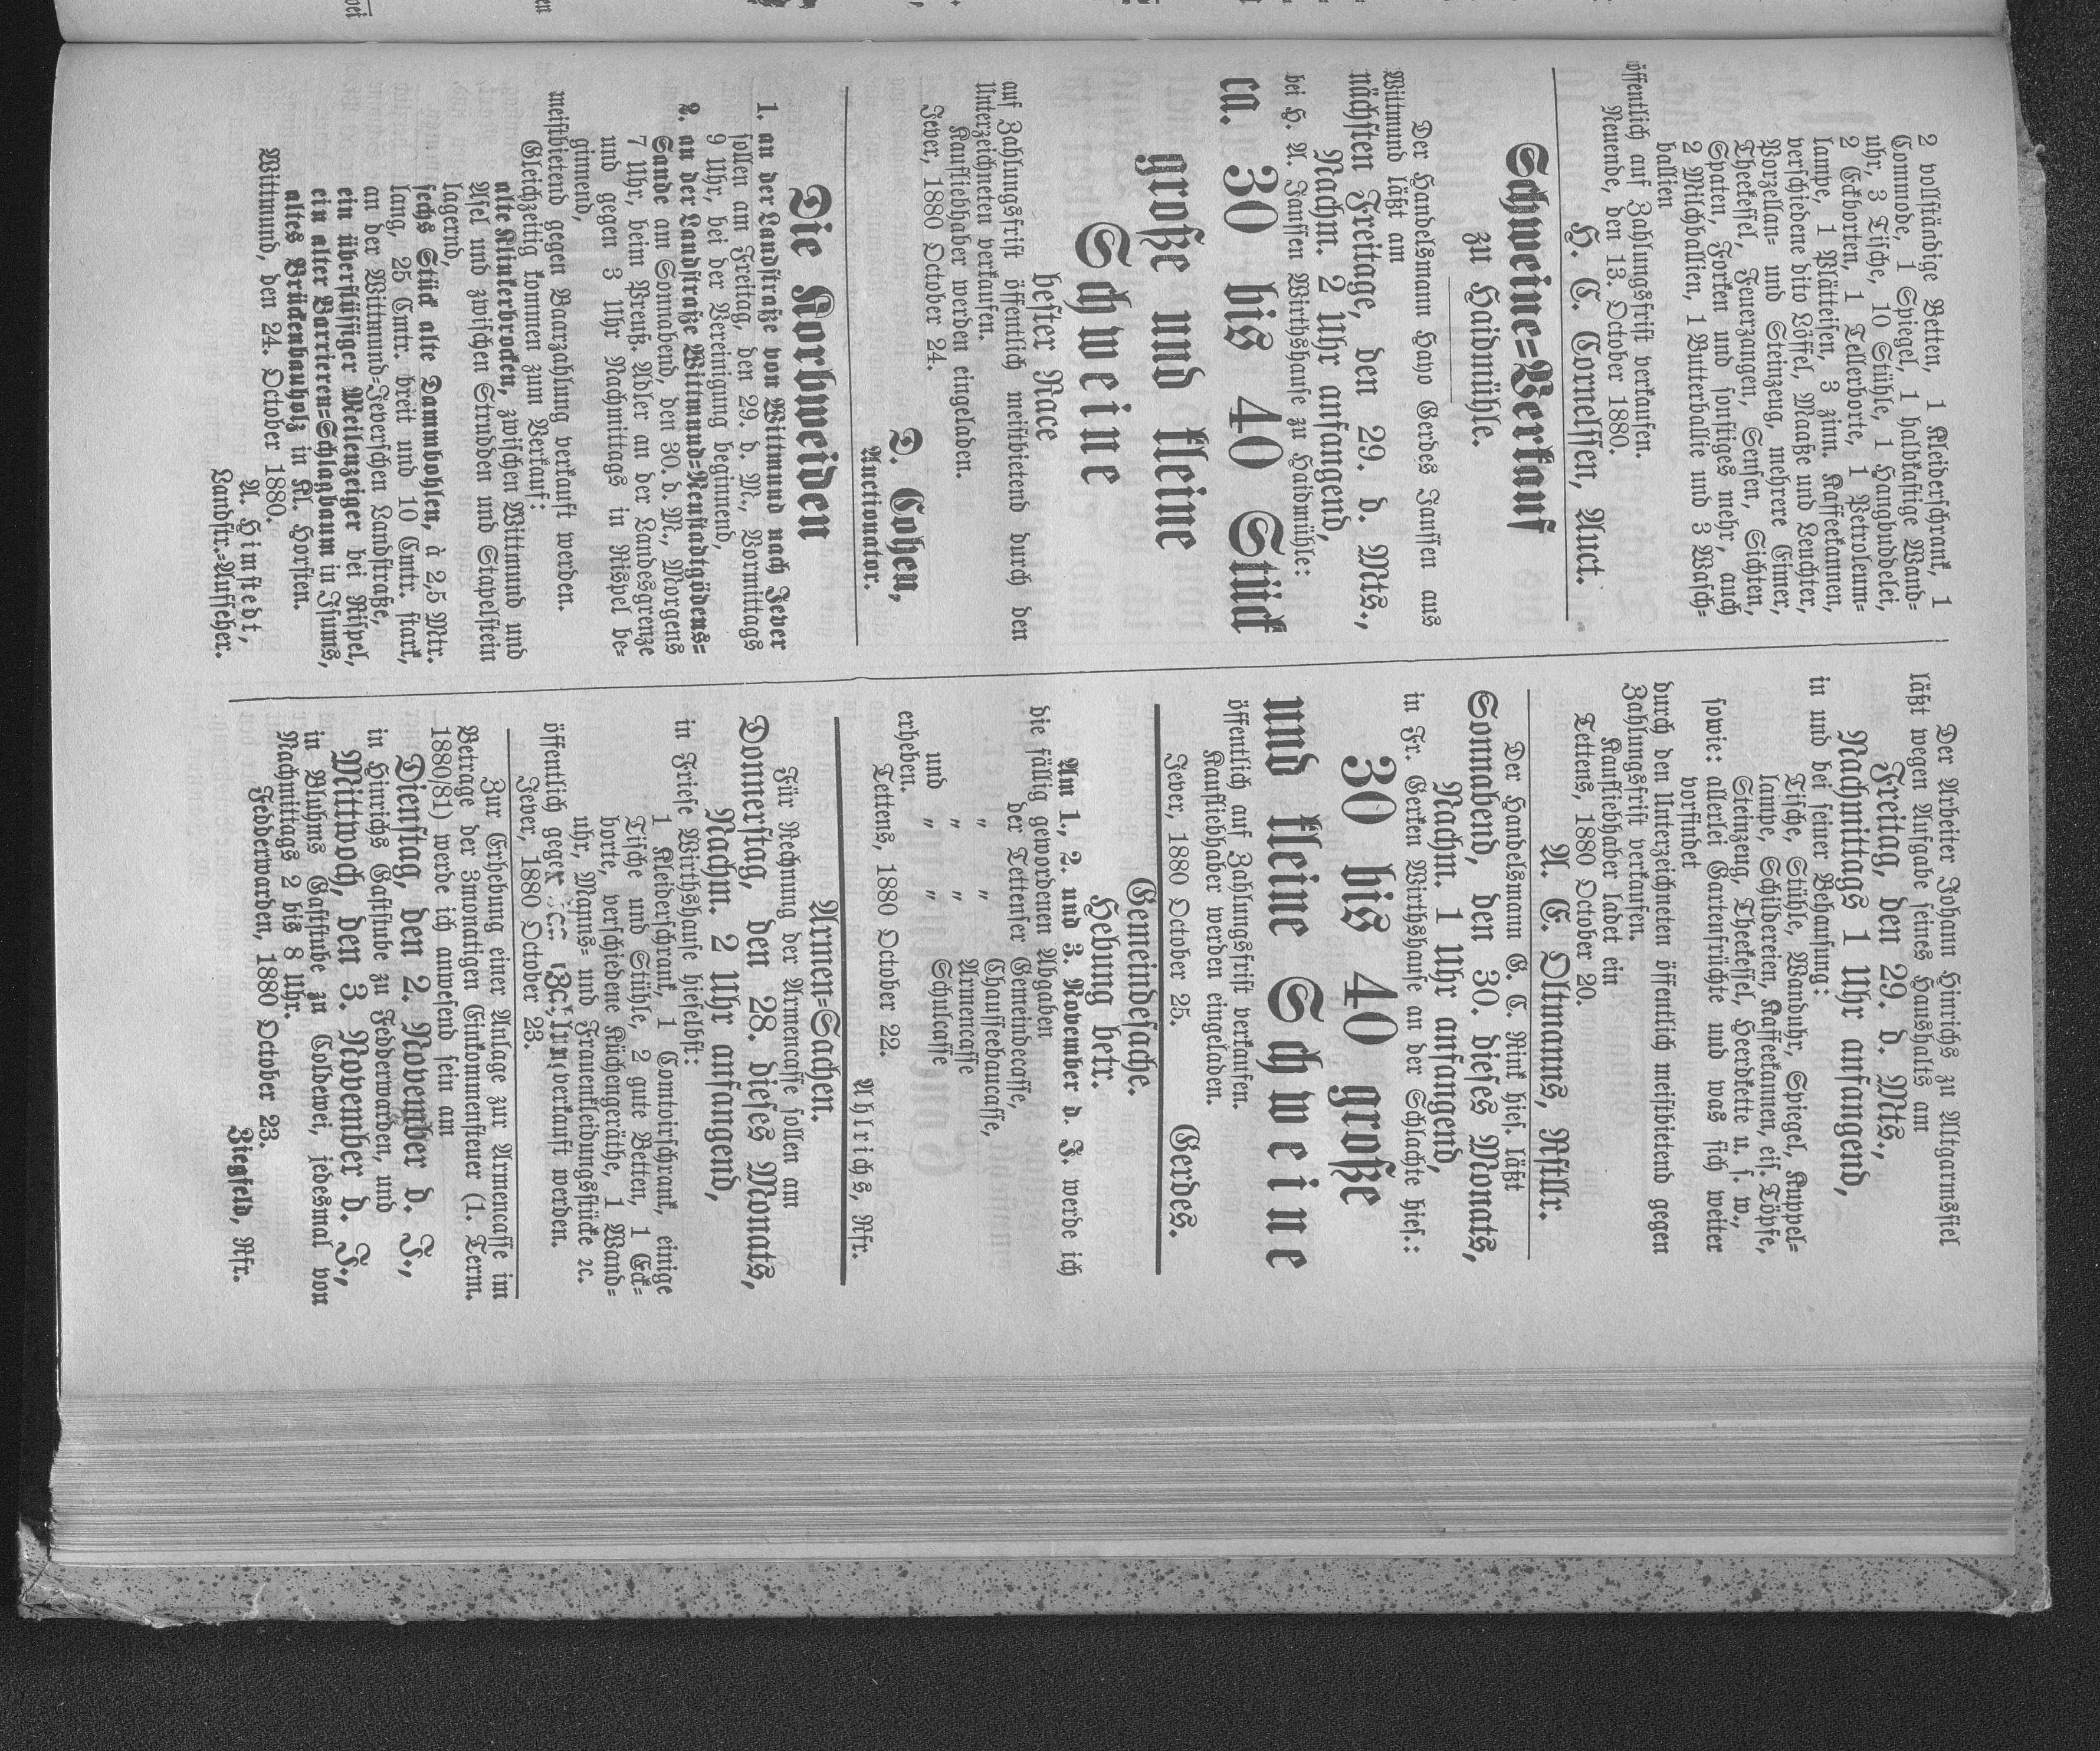 2 vollständige Betten, 1 Kleiderschrank, 1
Commode, 1 Spiegel, 1 halbkastige Wand-
uhr, 3 Tische, 10 Stühle, 1 Hangbuddelei,
2 Eckborten, 1 Tellerborte, 1 Petroleum-
lampe, 1 Plätteisen, 3 zinn. Kaffeekannen,
verschiedene dito Löffel, Maaße und Leuchter,
Porzellan- und Steinzeug, mehrere Eimer,
Theekessel, Feuerzangen, Sensen, Sichten,
Spaten, Forken und sonstiges mehr, auch
2 Milchballien, 1 Butterballie und 3 Wasch-
ballien
öffentlich auf Zahlungsfrist verkaufen.
Neuende, den 13. October 1880.
H. C. Cornelssen, Auct.
Schweine-Verkauf
zu Haidmühle.
Der Handelsmann Hayo Gerdes Janssen aus
Wittmund läßt am
nächsten Freitage, den 29. d. Mts.,
Nachm. 2 Uhr anfangend,
bei H. A. Janssen Wirthshause zu Haidmühle:
ca. 30 bis 40 Stück
große und kleine
Schweine
bester Race
auf Zahlungsfrist öffentlich meistbietend durch den
Unterzeichneten verkaufen.
Kaufliebhaber werden eingeladen.
Jever, 1880 October 24.
D. Cohen,
Auctionator.
Die Korbweiden
1. an der Landstraße von Wittmund nach Jever
sollen am Freitag, den 29. d. M., Vormittags
9 Uhr, bei der Vereinigung beginnend,
2. an der Landstraße Wittmund-Neustadtgödens-
Sande am Sonnabend, den 30. d. M., Morgens
7 Uhr, beim Preuß. Adler an der Landesgrenze
und gegen 3 Uhr Nachmittags in Rispel be-
ginnend,
meistbietend gegen Baarzahlung verkauft werden.
Gleichzeitig kommen zum Verkauf:
alte Klinkerbrocken, zwischen Wittmund und
Asel und zwischen Strudden und Stapelstein
lagernd,
sechs Stück alte Dammbohlen, à 2,5 Mtr.
lang, 25 Cmtr. breit und 10 Cmtr. stark,
an der Wittmund-Jeverschen Landstraße,
ein überflüssiger Meilenzeiger bei Rispel,
ein alter Barrieren-Schlagbaum in Isums,
altes Brückenbauholz in Kl. Horsten.
Wittmund, den 24. October 1880.
A. Himstedt,
Landstr.-Aufseher.
Der Arbeiter Johann Hinrichs zu Altgarmssiel
läßt wegen Aufgabe seines Haushalts am
Freitag, den 29. d. Mts.,
Nachmittags 1 Uhr anfangend,
in und bei seiner Behausung:
Tische, Stühle, Wanduhr, Spiegel, Kuppel-
lampe, Schildereien, Kaffeekannen, eis. Töpfe,
Steinzeug, Theekessel, Heerdkette u. s. w.,
sowie: allerlei Gartenfrüchte und was sich weiter
vorfindet
durch den Unterzeichneten öffentlich meistbietend gegen
Zahlungsfrist verkaufen.
Kaufliebhaber ladet ein
Tettens, 1880 October 20.
A. E. Oltmanns, Rstllr.
Der Handelsmann G. C. Rink hies. läßt
Sonnabend, den 30. dieses Monats,
Nachm. 1 Uhr anfangend,
in Fr. Gerken Wirthshause an der Schlachte hies.:
30 bis 40 große
und kleine Schweine
öffentlich auf Zahlungsfrist verkaufen.
Kaufliebhaber werden eingeladen.
Jever, 1880 October 25. Gerdes.
Gemeindesache.
Hebung betr.
Am 1., 2. und 3. November d. J. werde ich
die fällig gewordenen Abgaben
der Tettenser Gemeindecasse,
„ „ Chausseebaucasse,
„ „ Armencasse
und „ „ Schulcasse
erheben.
Tettens, 1880 October 22.
Ahlrichs, Rfr.
Armen-Sachen.
Für Rechnung der Armencasse sollen am
Donnerstag, den 28. dieses Monats,
Nachm. 2 Uhr anfangend,
in Friese Wirthshause hieselbst:
1 Kleiderschrank, 1 Comtoirschrank, einige
Tische und Stühle, 2 gute Betten, 1 Eck-
borte, verschiedene Küchengeräthe, 1 Wand-
uhr, Manns- und Frauenkleidungsstücke ꝛc.
öffentlich gegen verkauft werden.
Jever, 1880 October 23.
Zur Erhebung einer Anlage zur Armencasse im
Betrage der 3monatigen Einkommensteuer (1. Term.
1880/81) werde ich anwesend sein am
Dienstag, den 2. November d. J.,
in Hinrichs Gaststube zu Fedderwarden, und
Mittwoch, den 3. November d. J.,
in Bluhms Gaststube zu Coldewei, jedesmal von
Nachmittags 2 bis 8 Uhr.
Fedderwarden, 1880 October 23.
Ziegfeld, Rfr.